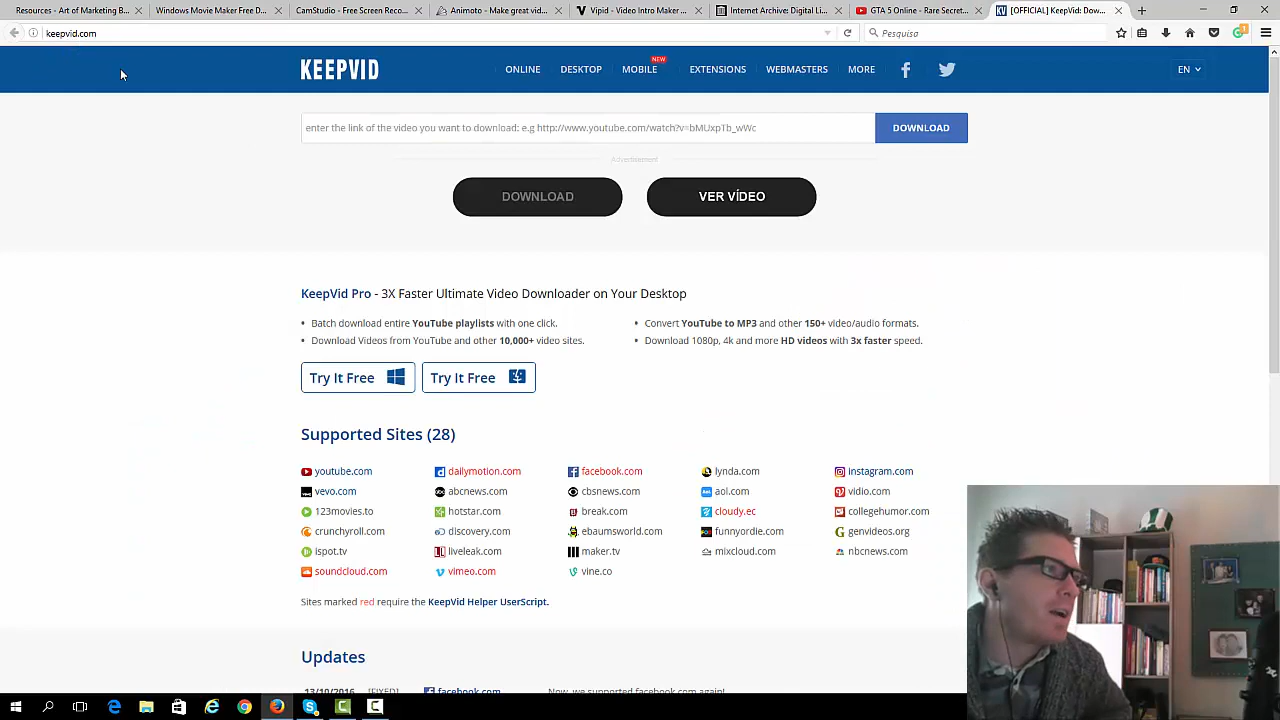 Resources - Art of Marketing B...
Windows Movie Maker Free D...
CamStudio - Free Screen Reco...
Animoto - Make great vide...
Vipid - Video Intro Maker ...
Internet Archive: Digital Li...
GTA 5 Online - Rare Secret...
[OFFICIAL] KeepVid: Dow...
keepvid.com
Pesquisa
KEEPVID
ONLINE
DESKTOP
MOBILE
NEW
EXTENSIONS
WEBMASTERS
MORE
EN
enter the link of the video you want to download; e.g http://www.youtube.com/watch?v=bMUxpTb_wWc
DOWNLOAD
Advertisement
DOWNLOAD
VER VÍDEO
KeepVid Pro - 3X Faster Ultimate Video Downloader on Your Desktop
• Batch download entire YouTube playlists with one click.
• Convert YouTube to MP3 and other 150+ video/audio formats.
• Download Videos from YouTube and other 10,000+ video sites.
• Download 1080p, 4k and more HD videos with 3x faster speed.
Try It Free
Try It Free
Supported Sites (28)
youtube.com
dailymotion.com
facebook.com
lynda.com
instagram.com
vevo.com
abcnews.com
cbsnews.com
aol.com
vidio.com
123movies.to
hotstar.com
break.com
cloudy.ec
collegehumor.com
crunchyroll.com
discovery.com
ebaumsworld.com
funnyordie.com
genvideos.org
ispot.tv
liveleak.com
maker.tv
mixcloud.com
nbcnews.com
soundcloud.com
vimeo.com
vine.co
Sites marked red require the KeepVid Helper UserScript.
Updates
13/10/2016
[FIXED]
facebook.com
Now, we supported facebook.com again!